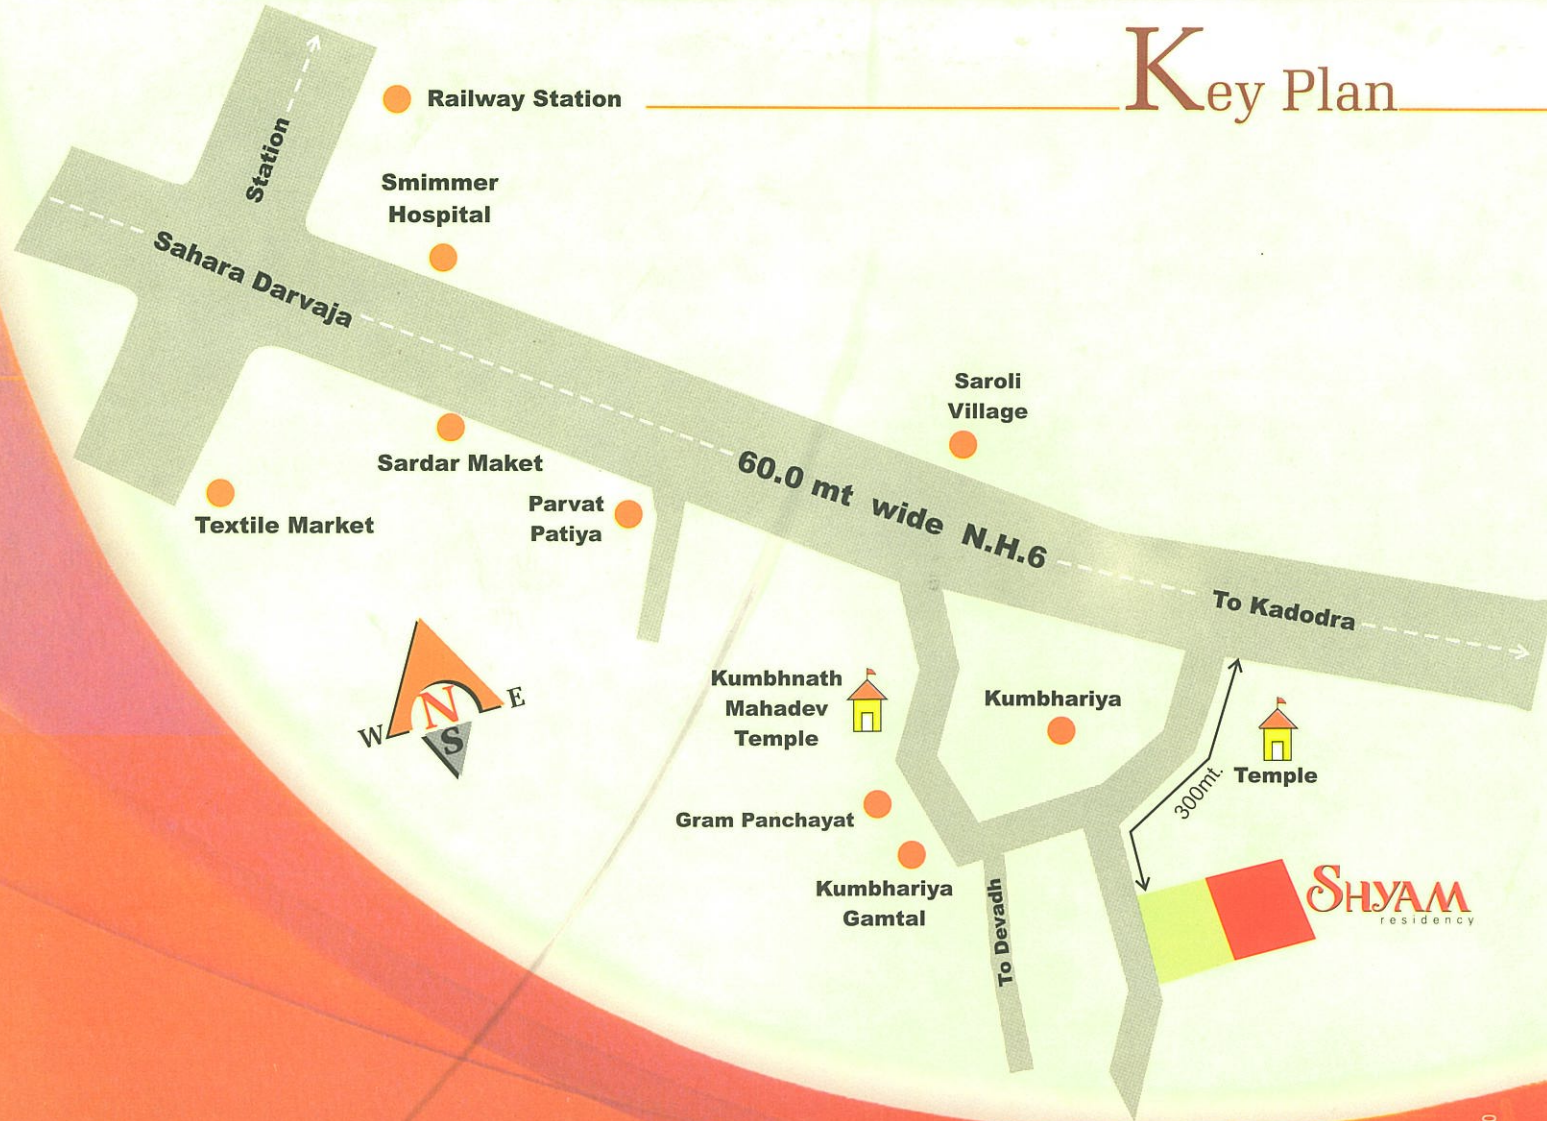 Key Plan
Railway Station
Station
Smimmer
Hospital
Sahara Darvaja
Sardar Maket
Textile Market
Parvat
Patiya
Saroli
Village
60.0 mt wide N.H.6
To Kadodra
N
E
W
S
Kumbhnath
Mahadev
Temple
Kumbhariya
Temple
300mt.
Gram Panchayat
Kumbhariya
Gamtal
To Devadh
SHYAM
residency